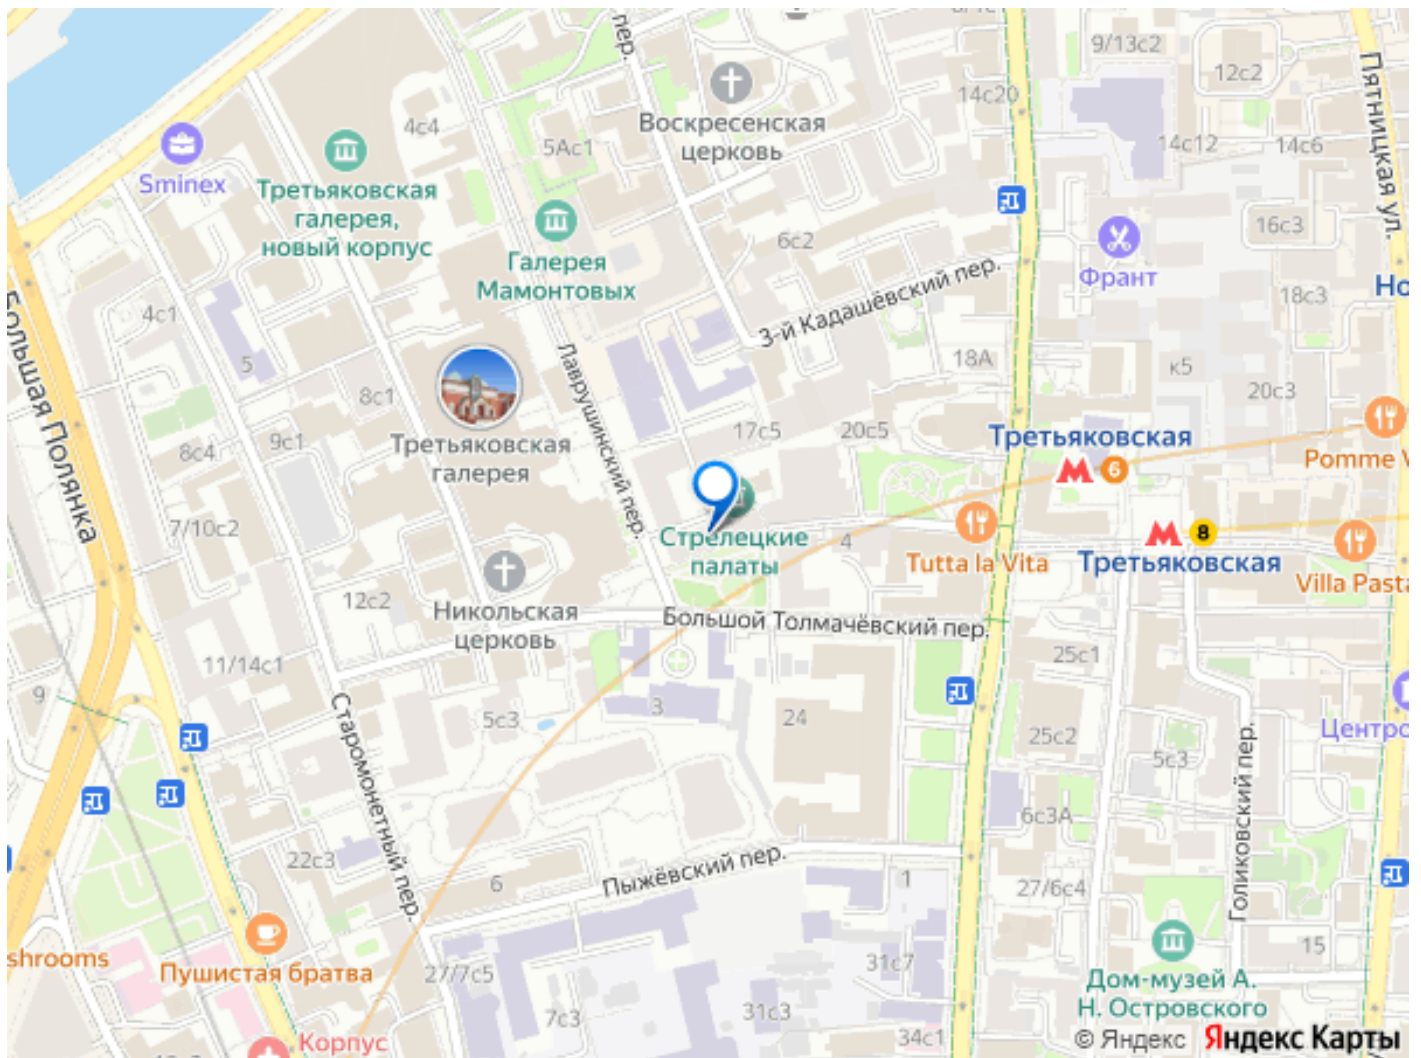 пер.
9/13с2
12с2
Пятницкая ул.
14с20
4с4
5Ас1
Воскресенская
церковь
14с12
14с6
Sminex
Третьяковская
галерея,
новый корпус
Галерея
Мамонтовых
6с2
16с3
Франт
3-й Кадашёвский пер.
18с3
Но
4с1
5
Большая Полянка
Лаврушинский пер.
18А
к5
20с3
8с1
9с1
8с4
Третьяковская
галерея
17с5
20с5
Третьяковская
6
Pomme V
7/10с2
Стрелецкие
палаты
4
Tutta la Vita
8
Третьяковская
Villa Pasta
12с2
Никольская
церковь
Большой Толмачёвский пер.
11/14с1
25с1
9
Старомонетный пер.
5с3
3
24
25с2
5с3
Центро
Голиковский пер.
6с3А
22с3
6
Пыжёвский пер.
1
27/6с4
shrooms
Пушистая братва
27/7с5
31с7
15
Дом-музей А.
Н. Островского
7с3
31с3
34с1
Корпус
© Яндекс Яндекс Карты